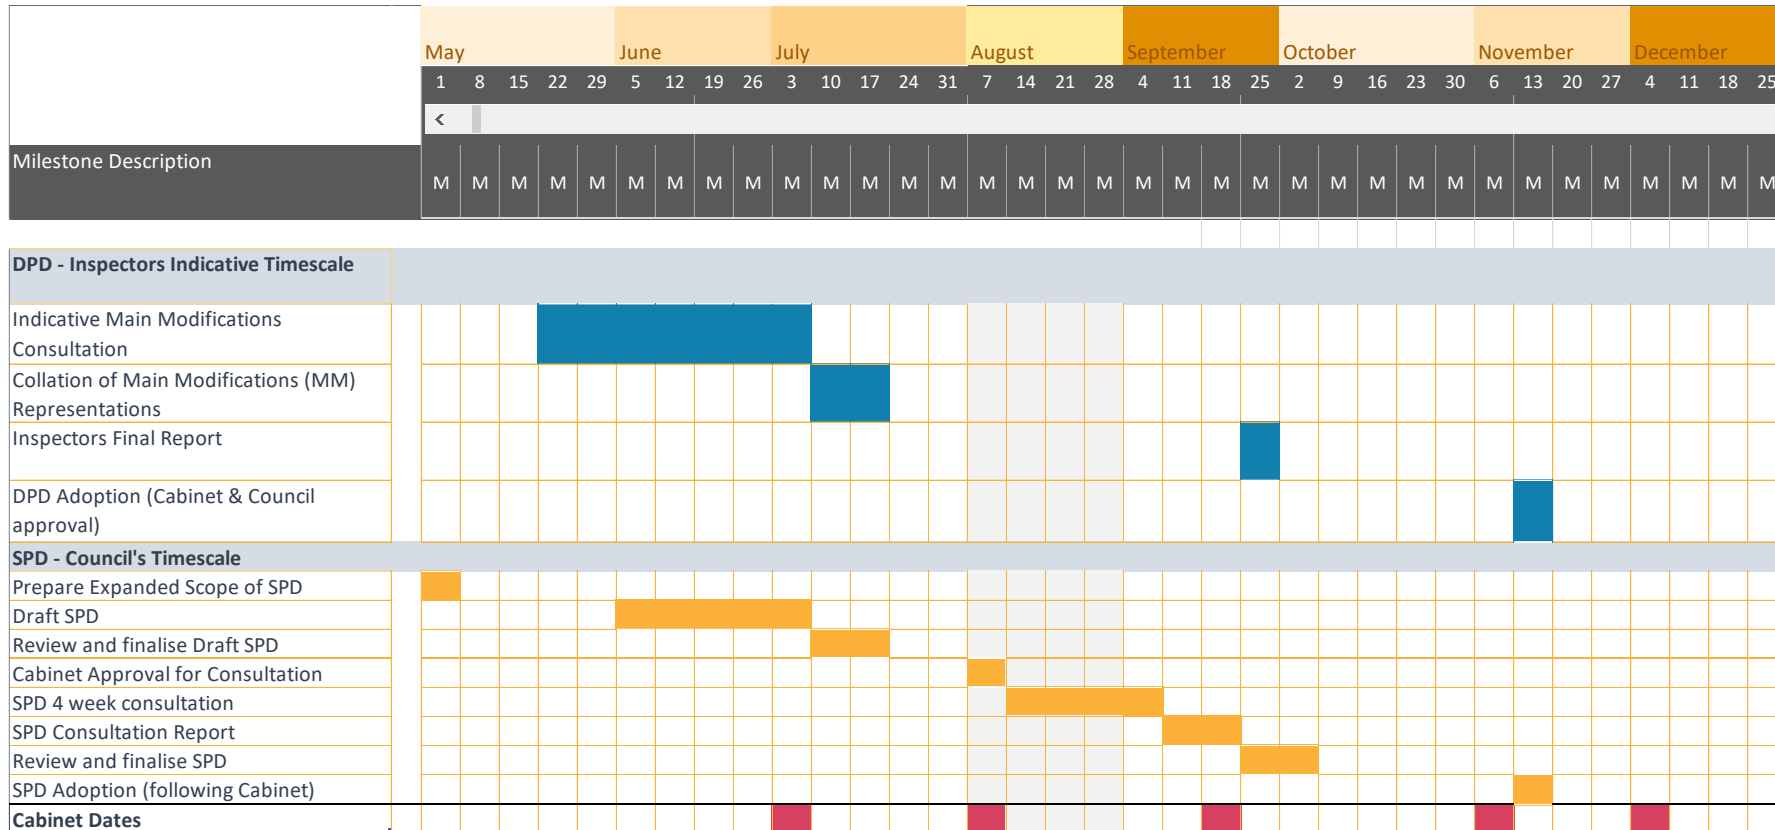 May June July August September October November December
1 8 15 22 29 5 12 19 26 3 10 17 24 31 7 14 21 28 4 11 18 25 2 9 16 23 30 6 13 20 27 4 11 18 25
<
Milestone Description
M M M M M M M M M M M M M M M M M M M M M M M M M M M M M M M M M M M
DPD - Inspectors Indicative Timescale
Indicative Main Modifications
Consultation
Collation of Main Modifications (MM)
Representations
Inspectors Final Report
DPD Adoption (Cabinet & Council
approval)
SPD - Council's Timescale
Prepare Expanded Scope of SPD
Draft SPD
Review and finalise Draft SPD
Cabinet Approval for Consultation
SPD 4 week consultation
SPD Consultation Report
Review and finalise SPD
SPD Adoption (following Cabinet)
Cabinet Dates